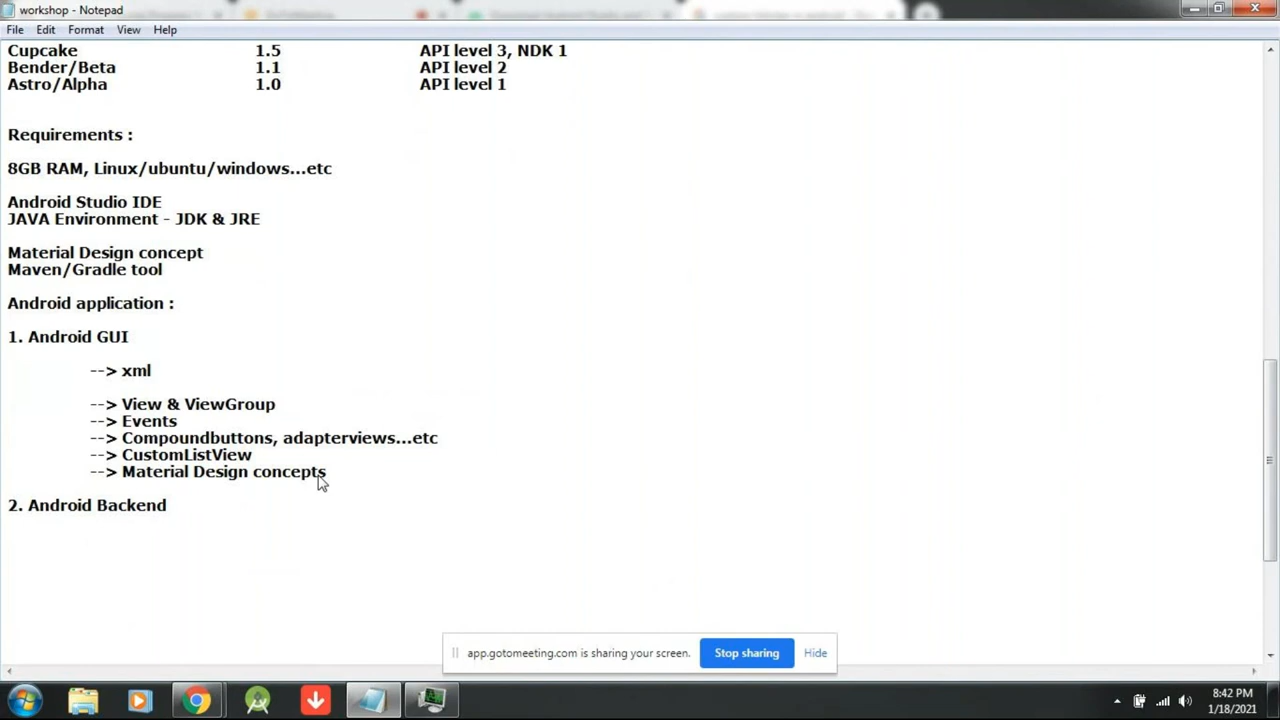 workshop - Notepad
File Edit Format View Help
Cupcake 1.5 API level 3, NDK 1
Bender/Beta 1.1 API level 2
Astro/Alpha 1.0 API level 1
Requirements :
8GB RAM, Linux/ubuntu/windows...etc
Android Studio IDE
JAVA Environment - JDK & JRE
Material Design concept
Maven/Gradle tool
Android application :
1. Android GUI
--> xml
--> View & ViewGroup
--> Events
--> Compoundbuttons, adapterviews...etc
--> CustomListView
--> Material Design concepts
2. Android Backend
app.gotomeeting.com is sharing your screen. Stop sharing Hide
8:42 PM
1/18/2021